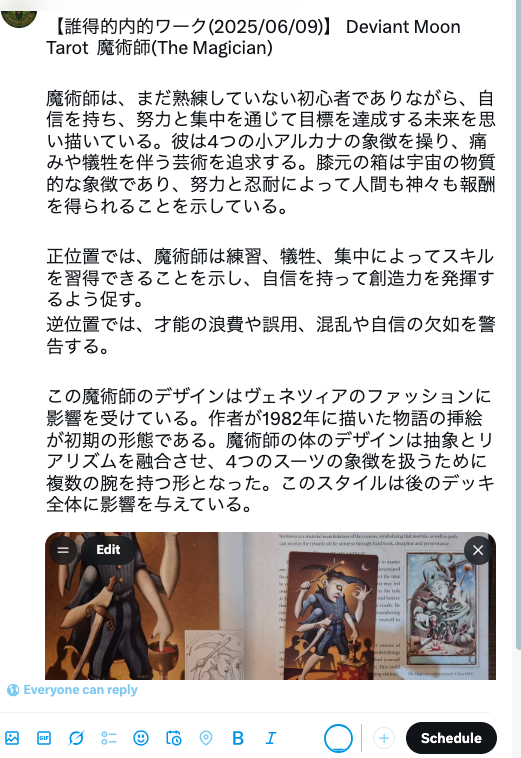 【誰得的内的ワーク(2025/06/09)】 Deviant Moon
Tarot 魔術師(The Magician)
魔術師は、まだ熟練していない初心者でありながら、自
信を持ち、努力と集中を通じて目標を達成する未来を思
い描いている。彼は4つの小アルカナの象徴を操り、痛
みや犠牲を伴う芸術を追求する。膝元の箱は宇宙の物質
的な象徴であり、努力と忍耐によって人間も神々も報酬
を得られることを示している。
正位置では、魔術師は練習、犠牲、集中によってスキル
を習得できることを示し、自信を持って創造力を発揮す
るよう促す。
逆位置では、才能の浪費や誤用、混乱や自信の欠如を警
告する。
この魔術師のデザインはヴェネツィアのファッションに
影響を受けている。作者が1982年に描いた物語の挿絵
が初期の形態である。魔術師の体のデザインは抽象とリ
アリズムを融合させ、4つのスーツの象徴を扱うために
複数の腕を持つ形となった。このスタイルは後のデッキ
全体に影響を与えている。
Edit
Everyone can reply
GIF
B I
Schedule